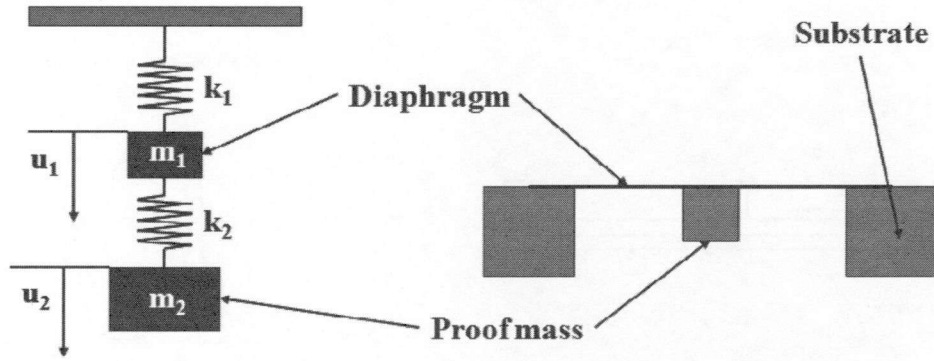 Substrate
k₁
Diaphragm
m₁
u₁
k₂
u₂
m₂
Proof mass